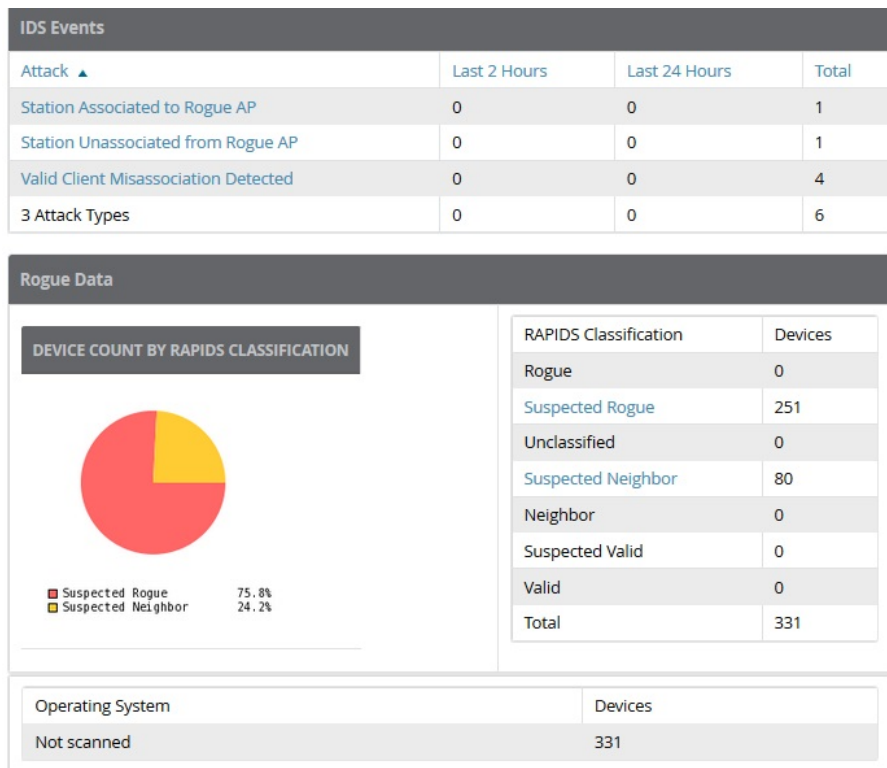 IDS Events
Attack ▲ Last 2 Hours Last 24 Hours Total
Station Associated to Rogue AP 0 0 1
Station Unassociated from Rogue AP 0 0 1
Valid Client Misassociation Detected 0 0 4
3 Attack Types 0 0 6
Rogue Data
DEVICE COUNT BY RAPIDS CLASSIFICATION
Suspected Rogue 75.8%
Suspected Neighbor 24.2%
RAPIDS Classification Devices
Rogue 0
Suspected Rogue 251
Unclassified 0
Suspected Neighbor 80
Neighbor 0
Suspected Valid 0
Valid 0
Total 331
Operating System Devices
Not scanned 331